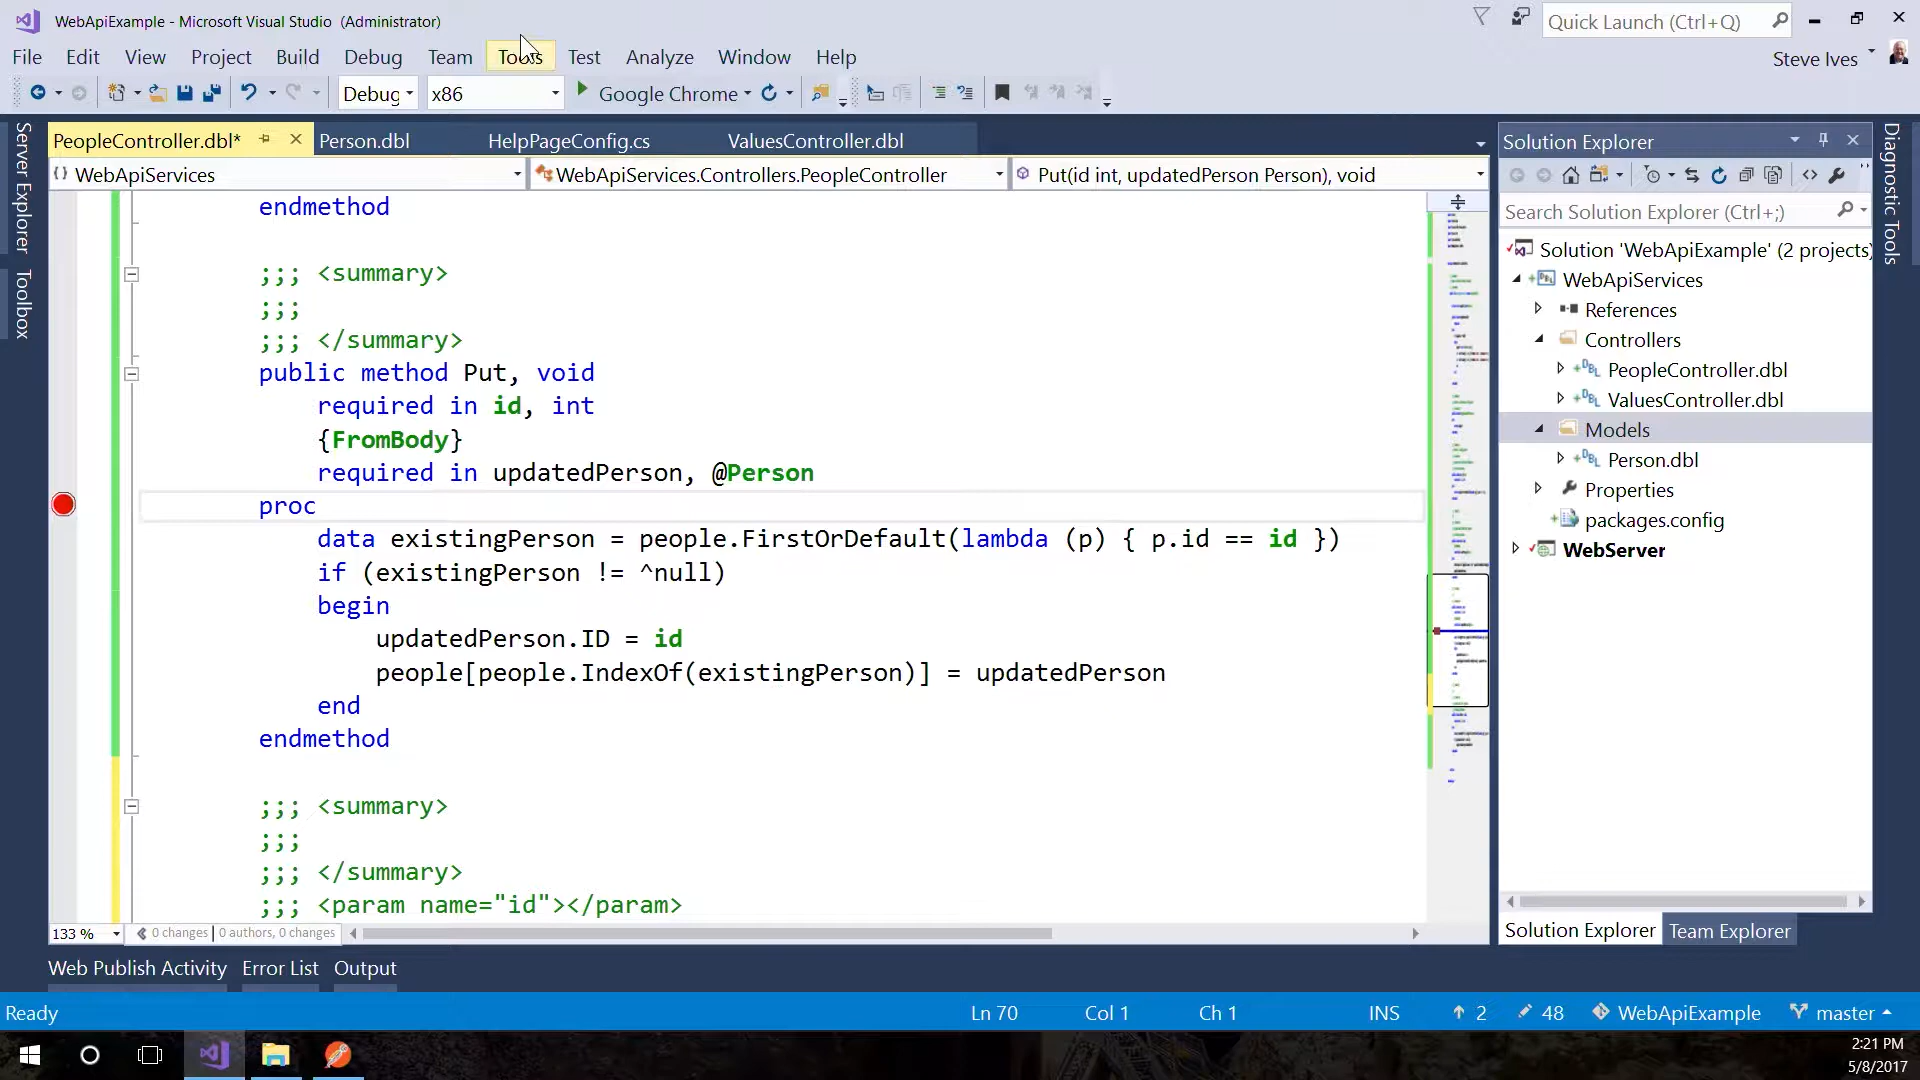 WebApiExample - Microsoft Visual Studio (Administrator)
Quick Launch (Ctrl+Q)
File Edit View Project Build Debug Team Tools Test Analyze Window Help
Steve Ives
Debug x86 Google Chrome
Server Explorer
Toolbox
PeopleController.dbl* Person.dbl HelpPageConfig.cs ValuesController.dbl
WebApiServices WebApiServices.Controllers.PeopleController Put(id int, updatedPerson Person), void
endmethod
;;; <summary>
;;;
;;; </summary>
public method Put, void
required in id, int
{FromBody}
required in updatedPerson, @Person
proc
data existingPerson = people.FirstOrDefault(lambda (p) { p.id == id })
if (existingPerson != ^null)
begin
updatedPerson.ID = id
people[people.IndexOf(existingPerson)] = updatedPerson
end
endmethod
;;; <summary>
;;;
;;; </summary>
;;; <param name="id"></param>
133 % 0 changes | 0 authors, 0 changes
Solution Explorer
Search Solution Explorer (Ctrl+;)
Solution 'WebApiExample' (2 projects)
WebApiServices
References
Controllers
PeopleController.dbl
ValuesController.dbl
Models
Person.dbl
Properties
packages.config
WebServer
Solution Explorer Team Explorer
Diagnostic Tools
Web Publish Activity Error List Output
Ready Ln 70 Col 1 Ch 1 INS 2 48 WebApiExample master
2:21 PM
5/8/2017